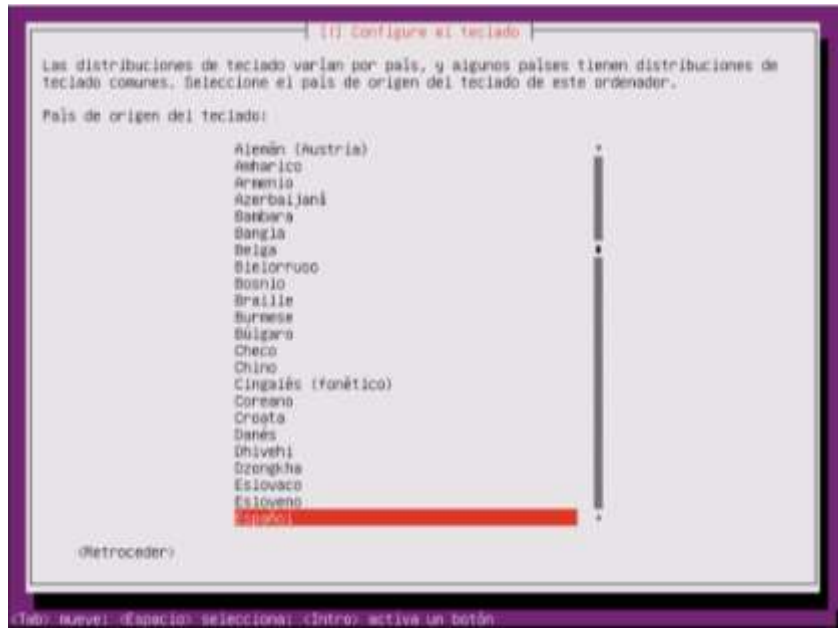 [!] Configure el teclado
Las distribuciones de teclado varían por país, y algunos países tienen distribuciones de
teclado comunes. Seleccione el país de origen del teclado de este ordenador.
País de origen del teclado:
Alemán (Austria)
Amharico
Armenio
Azerbaijaní
Bambara
Bangla
Belga
Bielorruso
Bosnio
Braille
Burmese
Búlgaro
Checo
Chino
Cingalés (fonético)
Coreano
Croata
Danés
Dhivehi
Dzongkha
Eslovaco
Esloveno
Español
<Retroceder>
<Tab> mueve; <Espacio> selecciona; <Intro> activa un botón